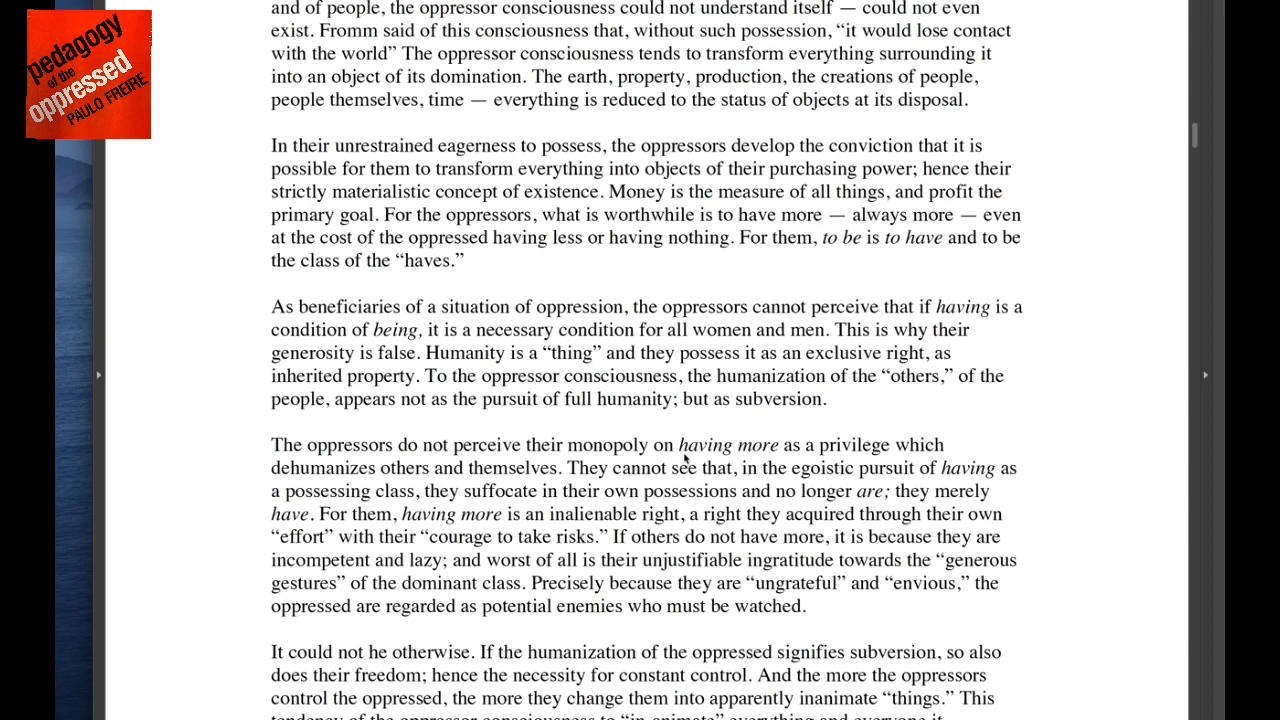 pedagogy
of the
oppressed
PAULO FREIRE
and of people, the oppressor consciousness could not understand itself — could not even
exist. Fromm said of this consciousness that, without such possession, “it would lose contact
with the world” The oppressor consciousness tends to transform everything surrounding it
into an object of its domination. The earth, property, production, the creations of people,
people themselves, time — everything is reduced to the status of objects at its disposal.
In their unrestrained eagerness to possess, the oppressors develop the conviction that it is
possible for them to transform everything into objects of their purchasing power; hence their
strictly materialistic concept of existence. Money is the measure of all things, and profit the
primary goal. For the oppressors, what is worthwhile is to have more — always more — even
at the cost of the oppressed having less or having nothing. For them, to be is to have and to be
the class of the “haves.”
As beneficiaries of a situation of oppression, the oppressors cannot perceive that if having is a
condition of being, it is a necessary condition for all women and men. This is why their
generosity is false. Humanity is a “thing” and they possess it as an exclusive right, as
inherited property. To the oppressor consciousness, the humanization of the “others,” of the
people, appears not as the pursuit of full humanity; but as subversion.
The oppressors do not perceive their monopoly on having more as a privilege which
dehumanizes others and themselves. They cannot see that, in the egoistic pursuit of having as
a possessing class, they suffocate in their own possessions and no longer are; they merely
have. For them, having more is an inalienable right, a right they acquired through their own
“effort” with their “courage to take risks.” If others do not have more, it is because they are
incompetent and lazy; and worst of all is their unjustifiable ingratitude towards the “generous
gestures” of the dominant class. Precisely because they are “ungrateful” and “envious,” the
oppressed are regarded as potential enemies who must be watched.
It could not he otherwise. If the humanization of the oppressed signifies subversion, so also
does their freedom; hence the necessity for constant control. And the more the oppressors
control the oppressed, the more they change them into apparently inanimate “things.” This
tendency of the oppressor consciousness to “in-animate” everything and everyone it